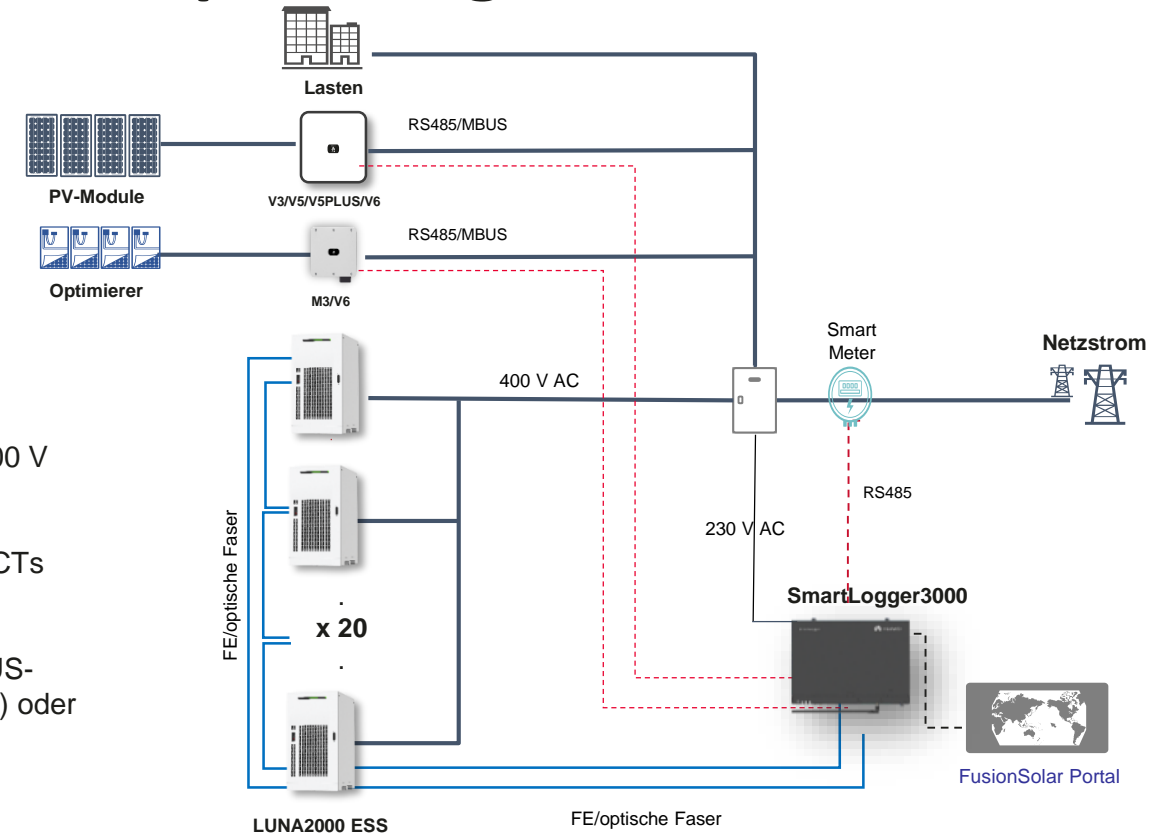 Lasten
RS485/MBUS
PV-Module
V3/V5/V5PLUS/V6
RS485/MBUS
Optimierer
M3/V6
Smart
Meter
Netzstrom
400 V AC
00 V
RS485
FE/optische Faser
230 V AC
CTs
SmartLogger3000
x 20
US-
) oder
FusionSolar Portal
FE/optische Faser
LUNA2000 ESS